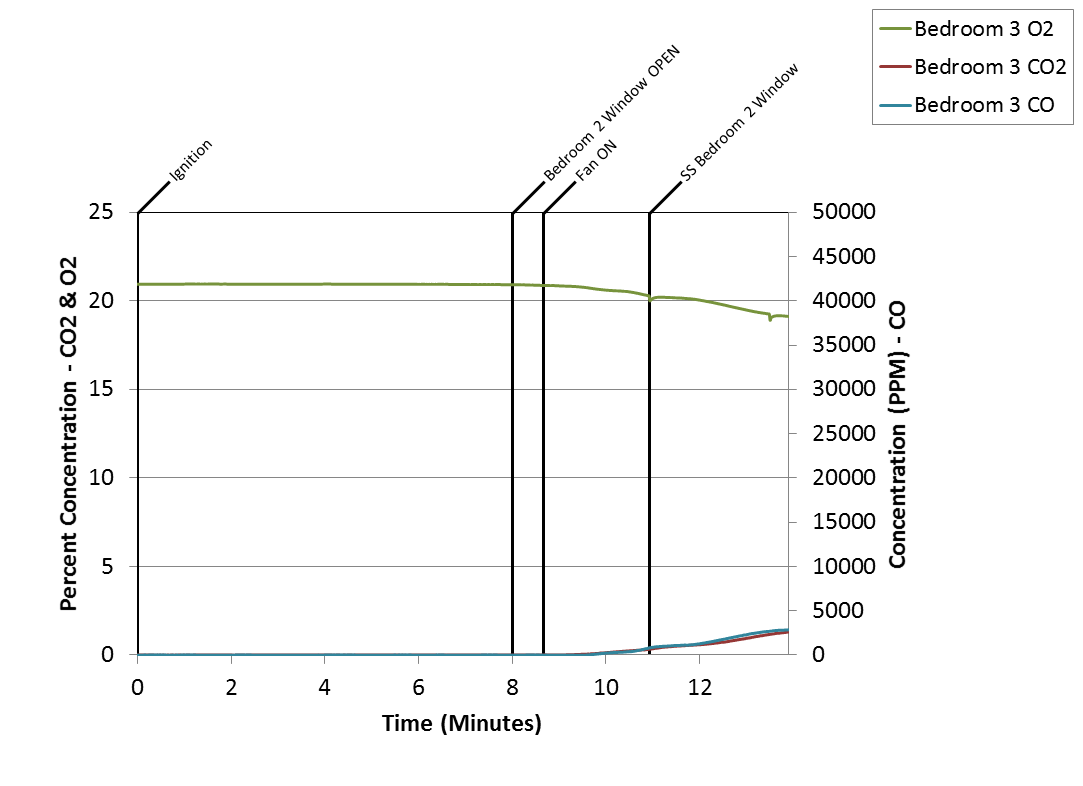 Bedroom 3 O2
Bedroom 3 CO2
Bedroom 3 CO
Ignition
Bedroom 2 Window OPEN
Fan ON
SS Bedroom 2 Window
25
20
15
10
5
0
Percent Concentration - CO2 & O2
50000
45000
40000
35000
30000
25000
20000
15000
10000
5000
0
Concentration (PPM) - CO
0 2 4 6 8 10 12
Time (Minutes)